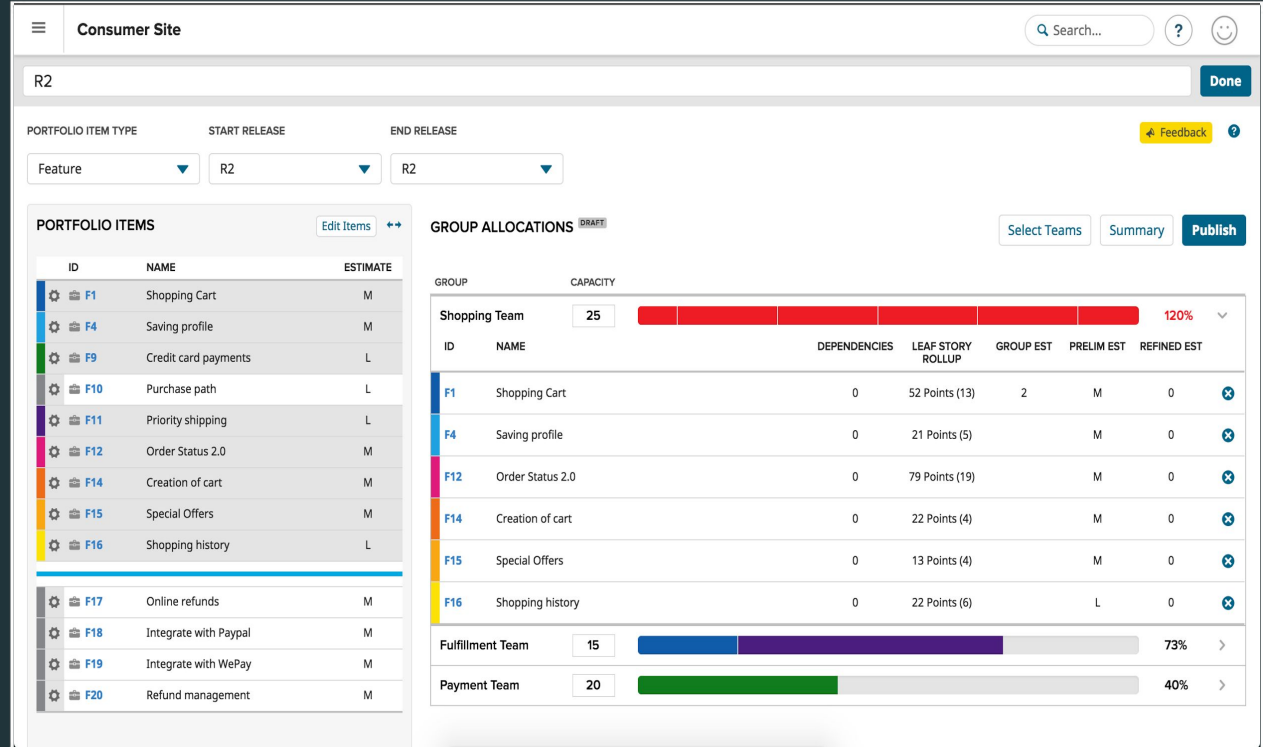 Consumer Site
Search...
?
R2
Done
PORTFOLIO ITEM TYPE START RELEASE END RELEASE
Feedback ?
Feature R2 R2
PORTFOLIO ITEMS Edit Items
GROUP ALLOCATIONS DRAFT
Select Teams Summary Publish
ID NAME ESTIMATE
F1 Shopping Cart M
F4 Saving profile M
F9 Credit card payments L
F10 Purchase path L
F11 Priority shipping L
F12 Order Status 2.0 M
F14 Creation of cart M
F15 Special Offers M
F16 Shopping history L
F17 Online refunds M
F18 Integrate with Paypal M
F19 Integrate with WePay M
F20 Refund management M
GROUP CAPACITY
Shopping Team 25 120%
ID NAME DEPENDENCIES LEAF STORY ROLLUP GROUP EST PRELIM EST REFINED EST
F1 Shopping Cart 0 52 Points (13) 2 M 0
F4 Saving profile 0 21 Points (5) M 0
F12 Order Status 2.0 0 79 Points (19) M 0
F14 Creation of cart 0 22 Points (4) M 0
F15 Special Offers 0 13 Points (4) M 0
F16 Shopping history 0 22 Points (6) L 0
Fulfillment Team 15 73%
Payment Team 20 40%